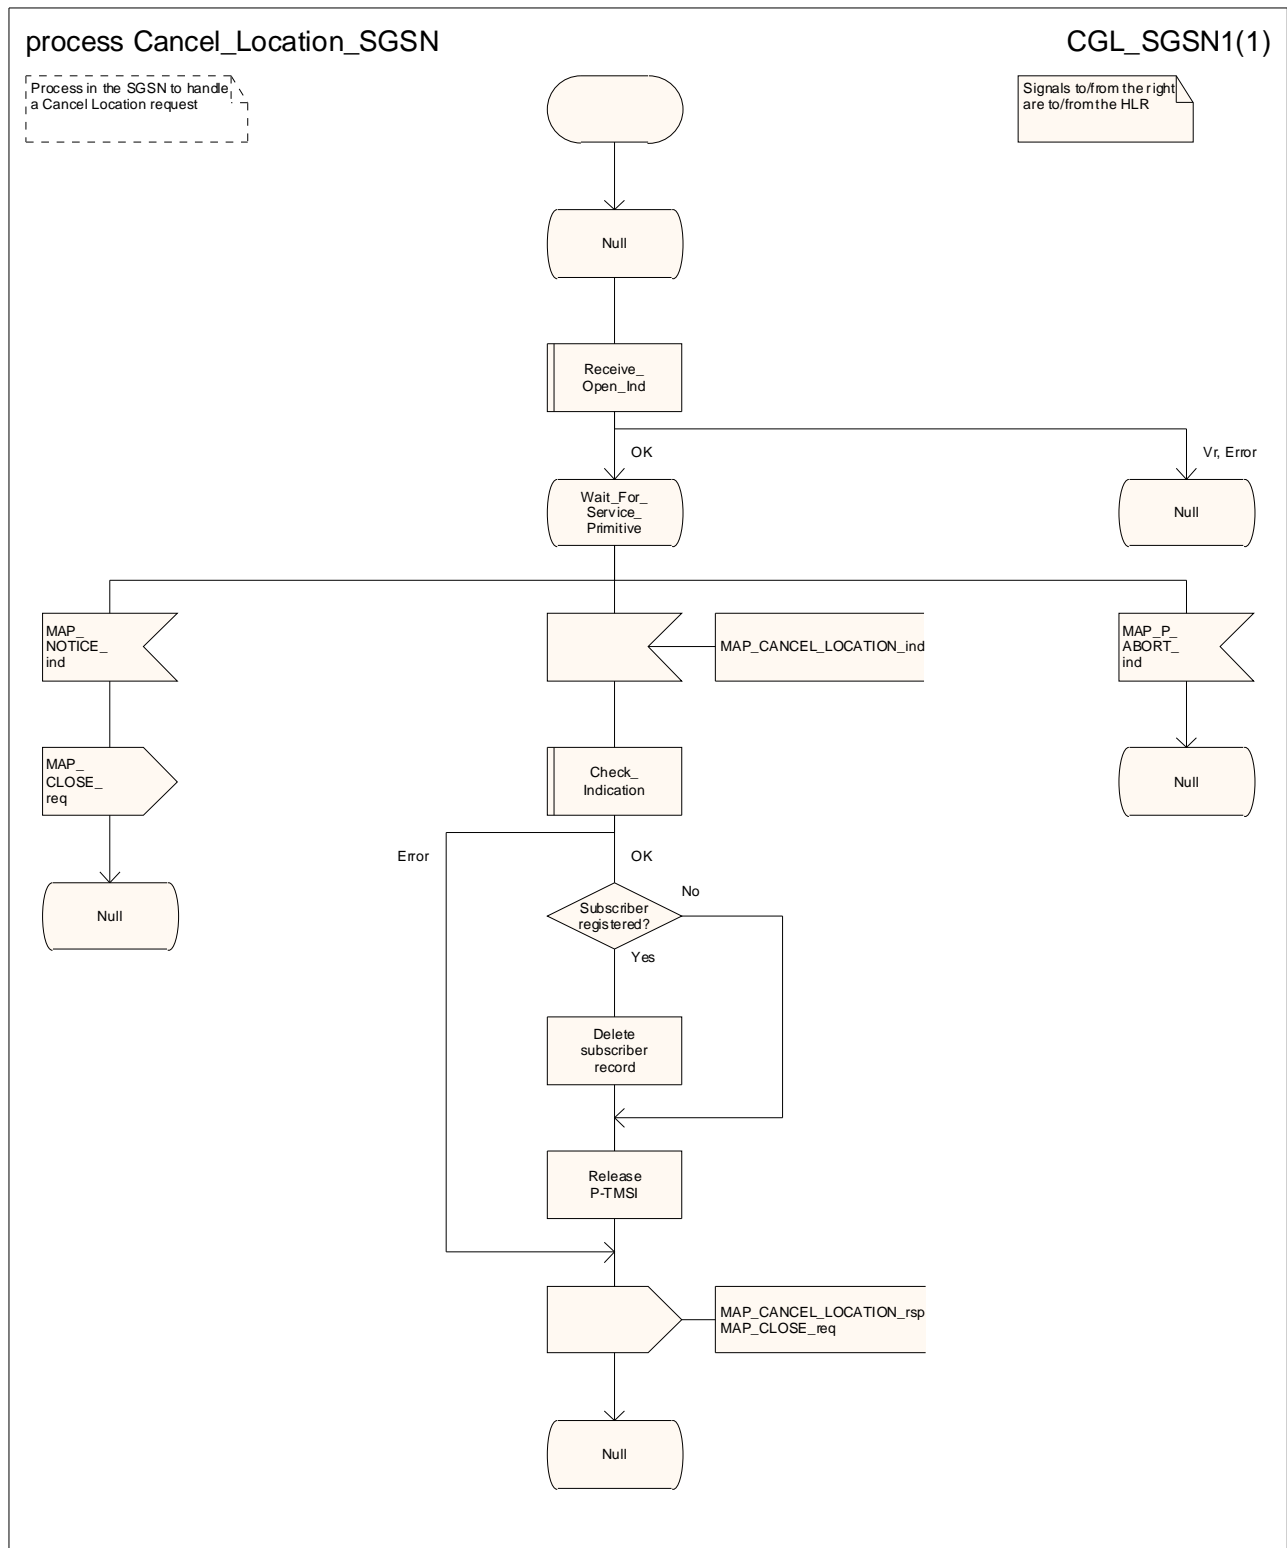 process Cancel_Location_SGSN
CGL_SGSN1(1)
Process in the SGSN to handle
a Cancel Location request
Signals to/from the right
are to/from the HLR
Null
Receive_
Open_Ind
OK
Vr, Error
Wait_For_
Service_
Primitive
Null
MAP_
NOTICE_
ind
MAP_CANCEL_LOCATION_ind
MAP_P_
ABORT_
ind
MAP_
CLOSE_
req
Check_
Indication
Null
Error
OK
No
Subscriber
registered?
Null
Yes
Delete
subscriber
record
Release
P-TMSI
MAP_CANCEL_LOCATION_rsp
MAP_CLOSE_req
Null